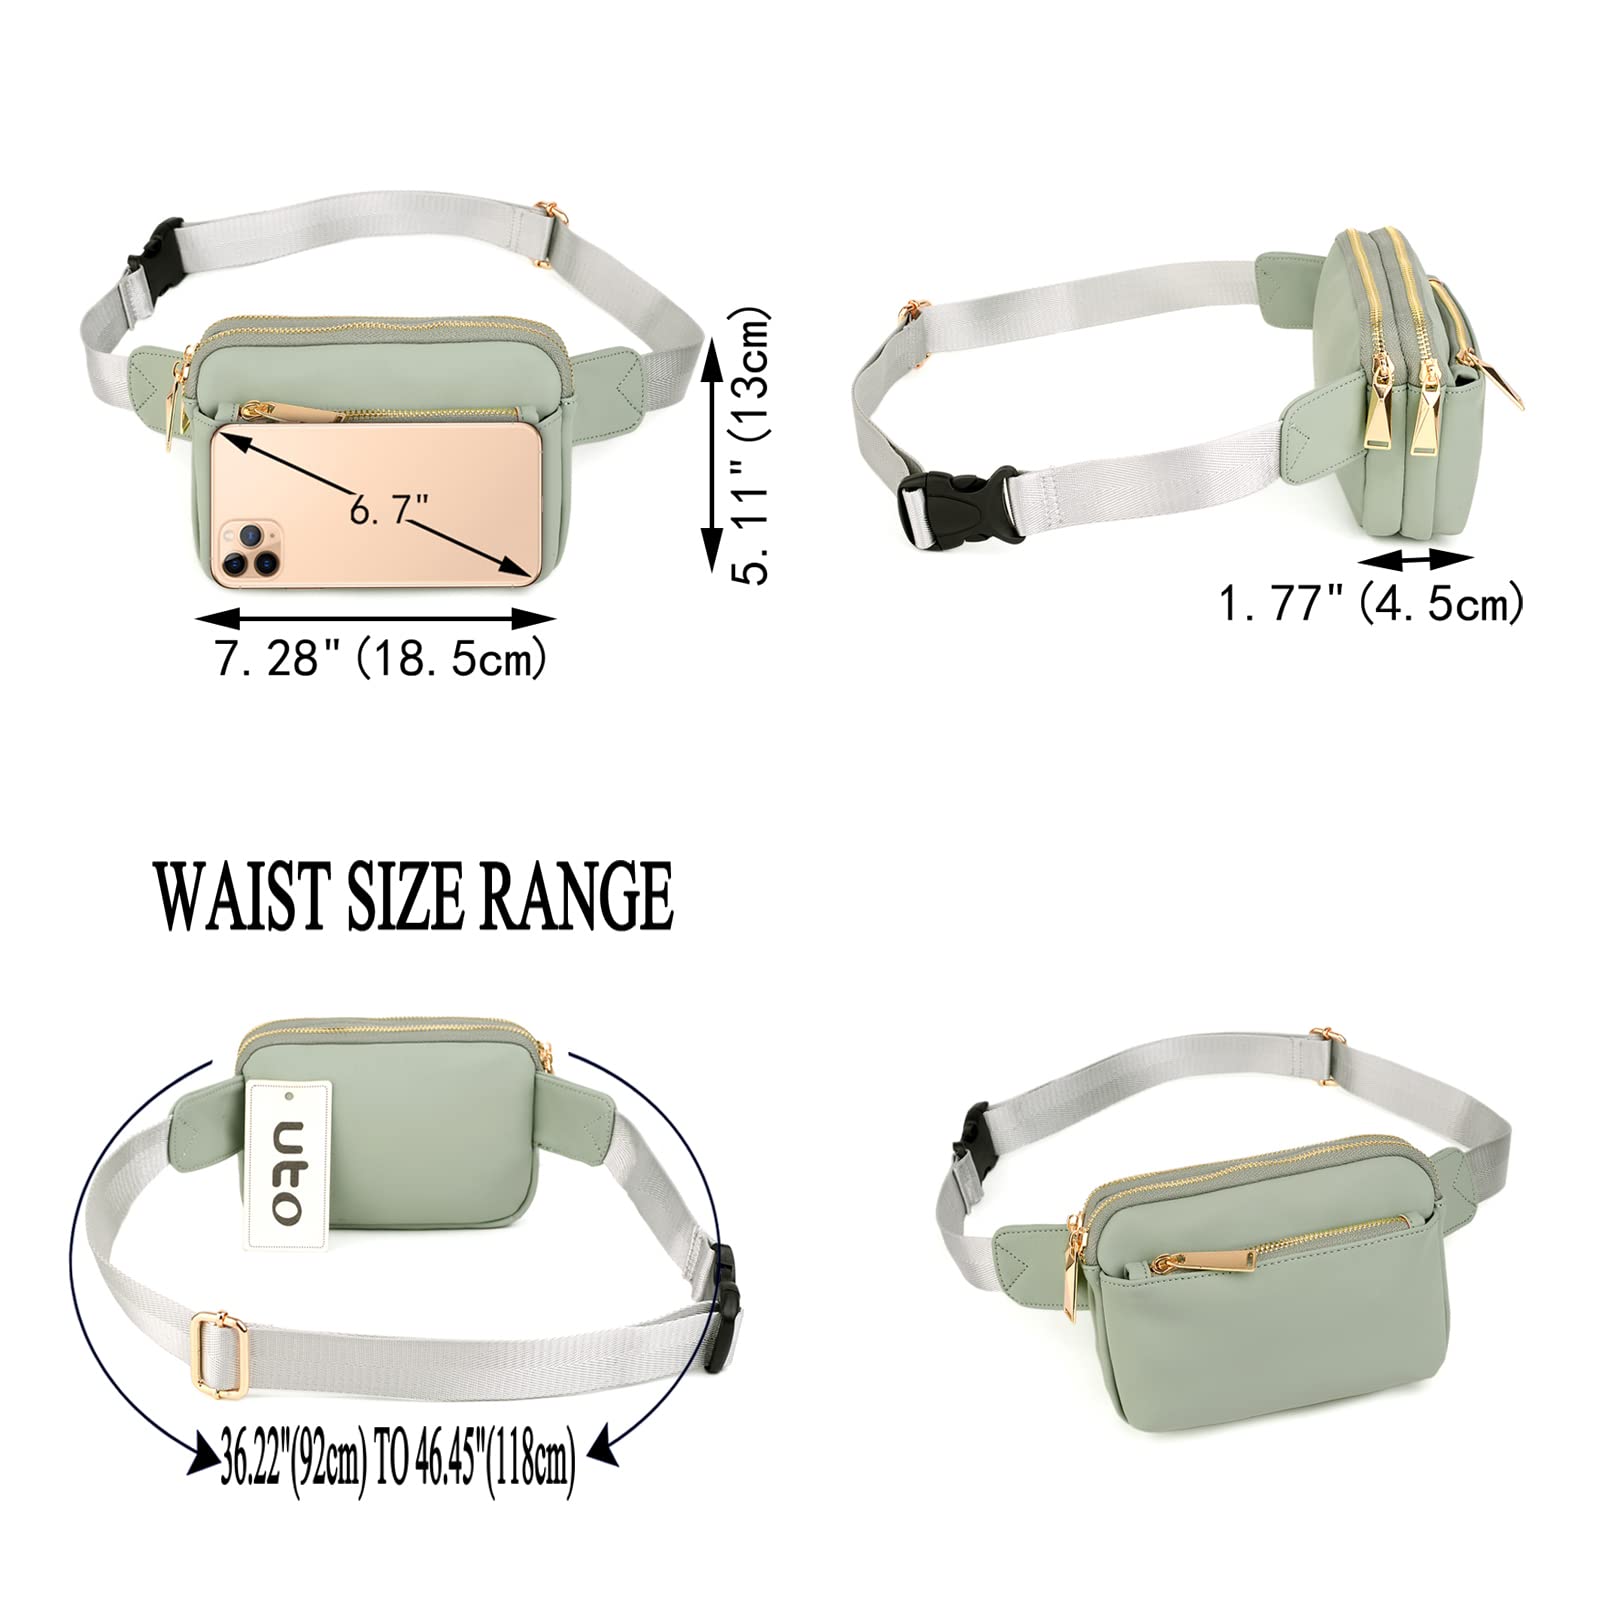 6.7"
5.11"(13cm)
7.28"(18.5cm)
1.77"(4.5cm)
WAIST SIZE RANGE
uto
36.22"(92cm) TO 46.45"(118cm)